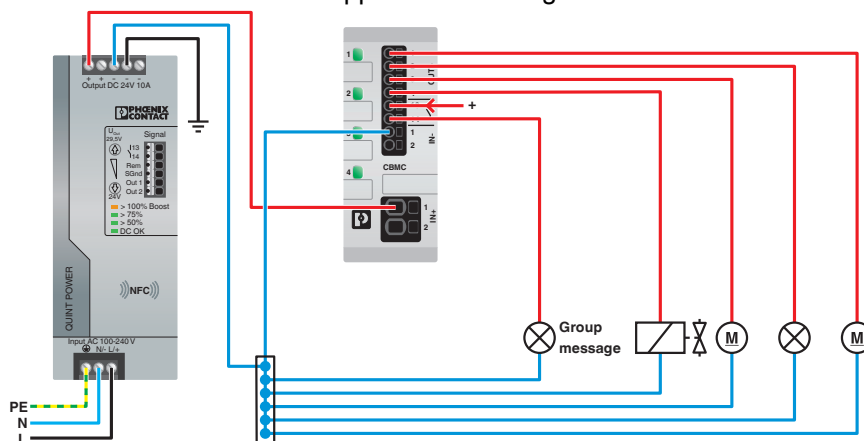 + + − − −
Output DC 24V 10A
PHŒNIX
CONTACT
UOut
29,5V
Signal
13
14
Rem
SGnd
Out 1
Out 2
24V
> 100% Boost
> 75%
> 50%
DC OK
NFC
QUINT POWER
Input AC 100-240 V
N/- L/+
PE
N
L
1
2
4
CBMC
1
2
IN-
1
2
IN+
+
Group
message
M
M